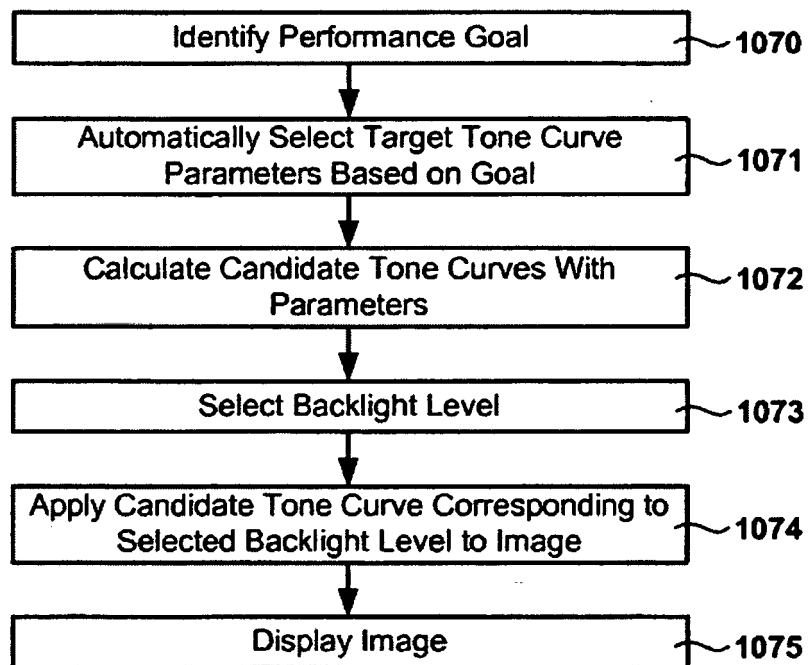 Identify Performance Goal
1070
Automatically Select Target Tone Curve
Parameters Based on Goal
1071
Calculate Candidate Tone Curves With
Parameters
1072
Select Backlight Level
1073
Apply Candidate Tone Curve Corresponding to
Selected Backlight Level to Image
1074
Display Image
1075